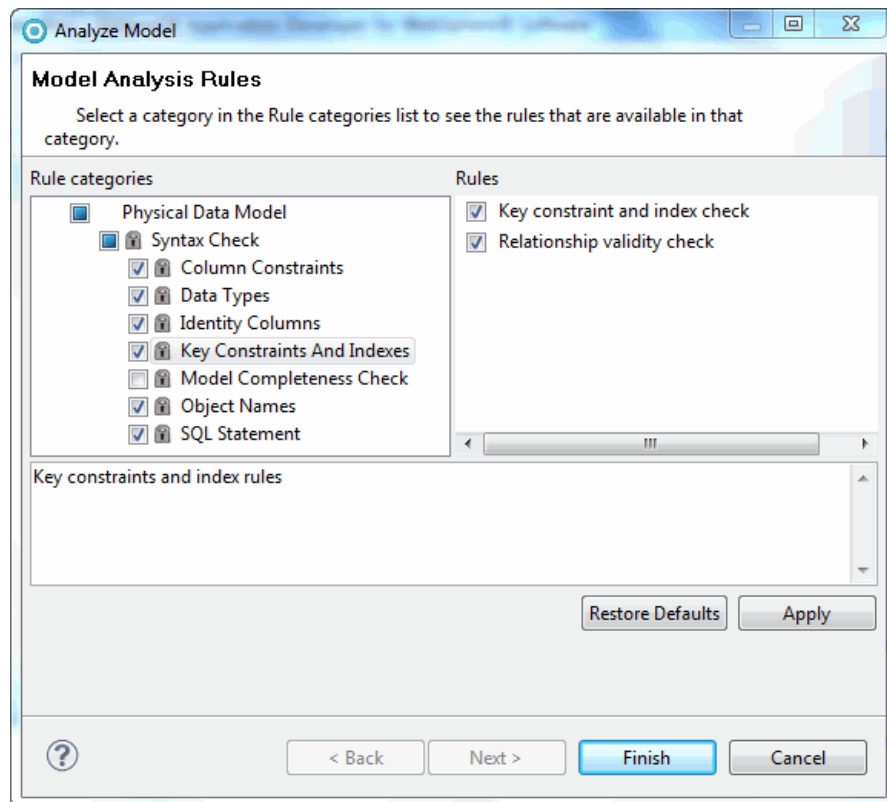 Analyze Model
Model Analysis Rules
Select a category in the Rule categories list to see the rules that are available in that
category.
Rule categories
Rules
Physical Data Model
Syntax Check
Column Constraints
Data Types
Identity Columns
Key Constraints And Indexes
Model Completeness Check
Object Names
SQL Statement
Key constraint and index check
Relationship validity check
Key constraints and index rules
Restore Defaults
Apply
?
< Back
Next >
Finish
Cancel